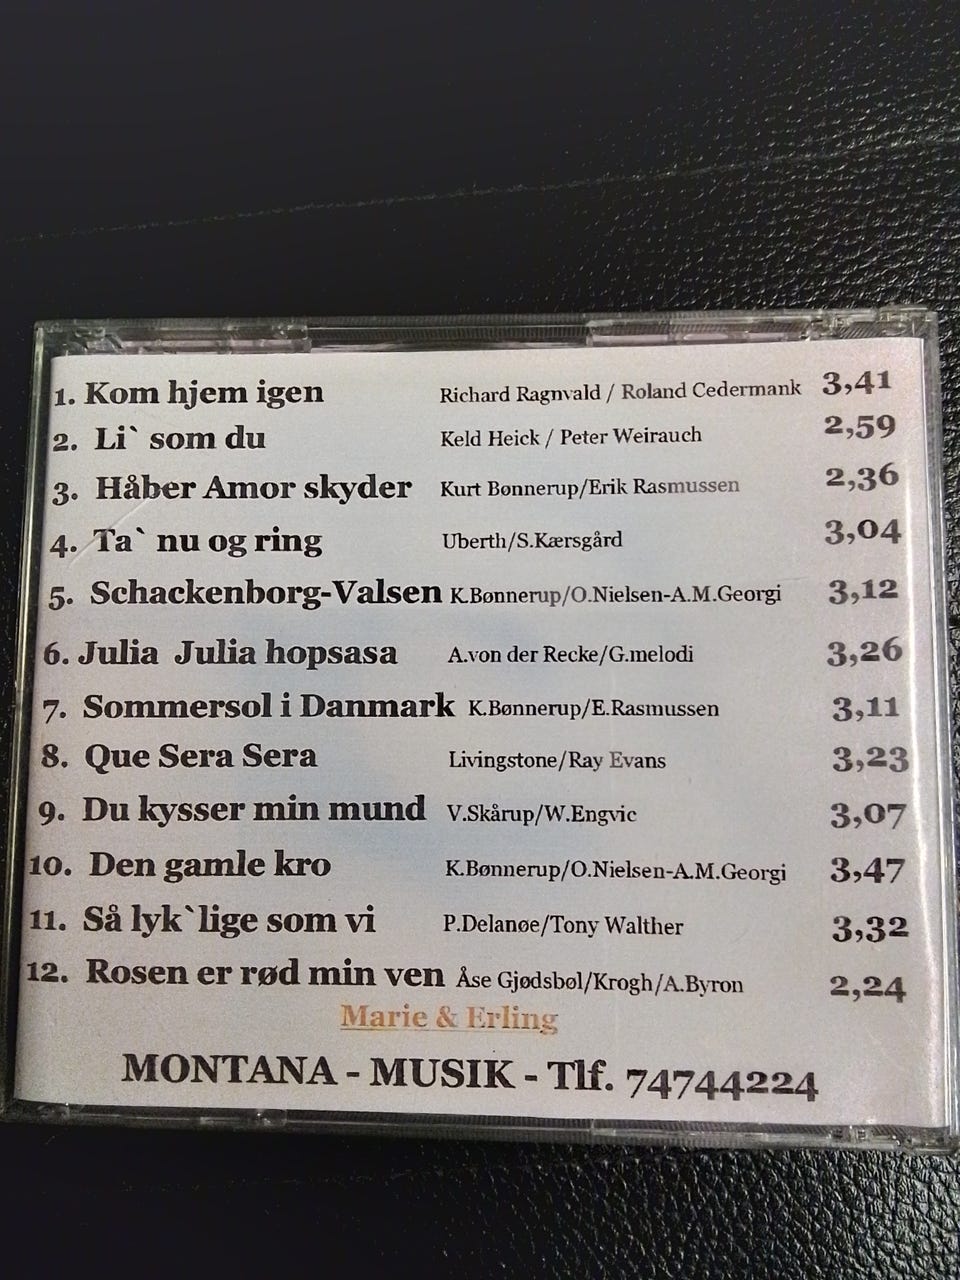 1. Kom hjem igen Richard Ragnvald / Roland Cedermank 3,41
2. Li` som du Keld Heick / Peter Weirauch 2,59
3. Håber Amor skyder Kurt Bønnerup/Erik Rasmussen 2,36
4. Ta` nu og ring Uberth/S.Kærsgård 3,04
5. Schackenborg-Valsen K.Bønnerup/O.Nielsen-A.M.Georgi 3,12
6. Julia Julia hopsasa A.von der Recke/G.melodi 3,26
7. Sommersol i Danmark K.Bønnerup/E.Rasmussen 3,11
8. Que Sera Sera Livingstone/Ray Evans 3,23
9. Du kysser min mund V.Skårup/W.Engvic 3,07
10. Den gamle kro K.Bønnerup/O.Nielsen-A.M.Georgi 3,47
11. Så lyk`lige som vi P.Delanøe/Tony Walther 3,32
12. Rosen er rød min ven Åse Gjødsbøl/Krogh/A.Byron 2,24
Marie & Erling
MONTANA - MUSIK - Tlf. 74744224